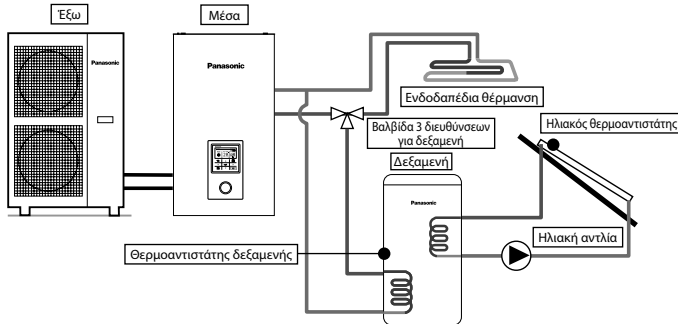 Έξω
Μέσα
Panasonic
Panasonic
Ενδοδαπέδια θέρμανση
Βαλβίδα 3 διευθύνσεων
για δεξαμενή
Ηλιακός θερμοαντιστάτης
Δεξαμενή
Panasonic
Θερμοαντιστάτης δεξαμενής
Ηλιακή αντλία